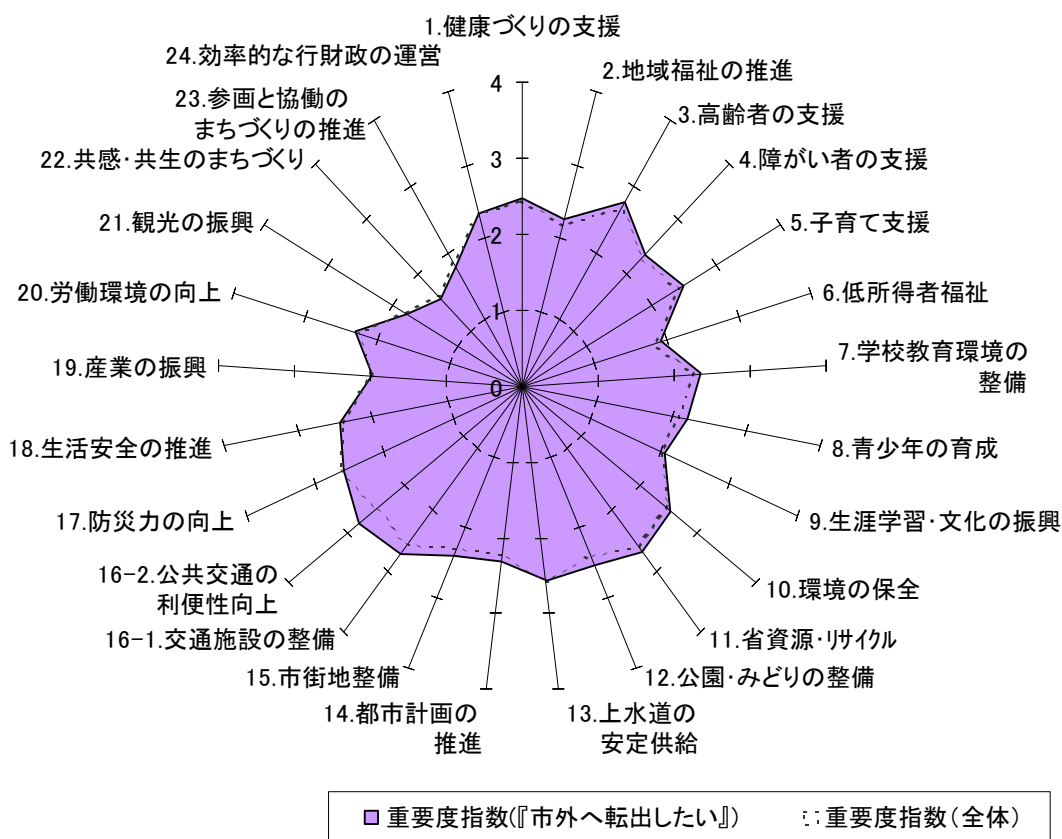 1.健康づくりの支援
2.地域福祉の推進
3.高齢者の支援
4.障がい者の支援
5.子育て支援
6.低所得者福祉
7.学校教育環境の
整備
8.青少年の育成
9.生涯学習・文化の振興
10.環境の保全
11.省資源・リサイクル
12.公園・みどりの整備
13.上水道の
安定供給
14.都市計画の
推進
15.市街地整備
16-1.交通施設の整備
16-2.公共交通の
利便性向上
17.防災力の向上
18.生活安全の推進
19.産業の振興
20.労働環境の向上
21.観光の振興
22.共感・共生のまちづくり
23.参画と協働の
まちづくりの推進
24.効率的な行財政の運営
4
3
2
1
0
重要度指数(『市外へ転出したい』)
重要度指数(全体)